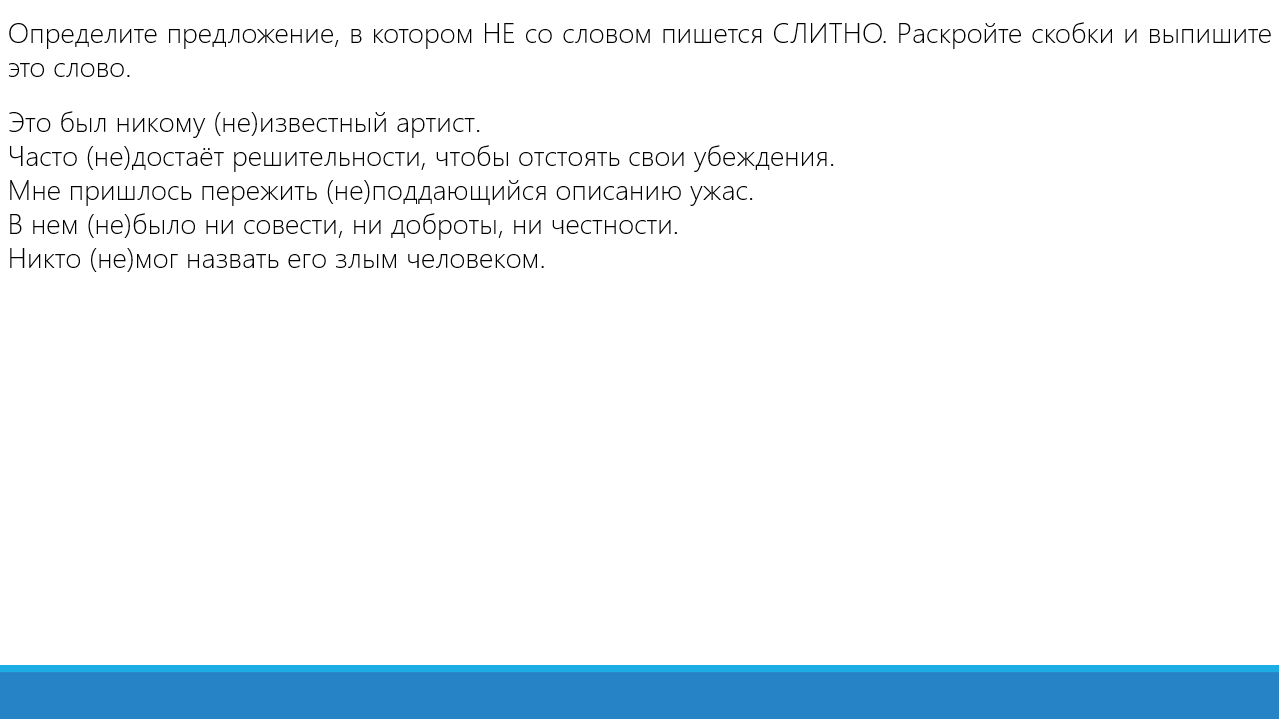 Определите предложение, в котором НЕ со словом пишется СЛИТНО. Раскройте скобки и выпишите
это слово.
Это был никому (не)известный артист.
Часто (не)достаёт решительности, чтобы отстоять свои убеждения.
Мне пришлось пережить (не)поддающийся описанию ужас.
В нем (не)было ни совести, ни доброты, ни честности.
Никто (не)мог назвать его злым человеком.